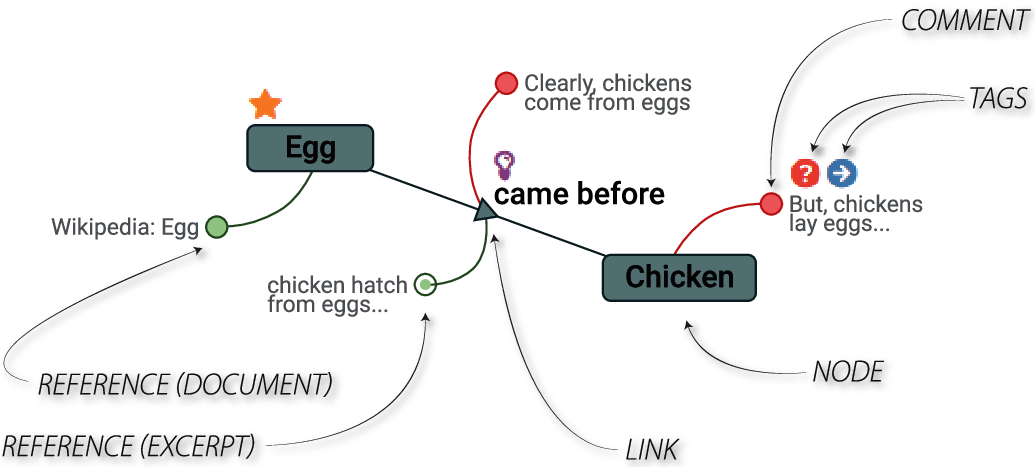 COMMENT
Clearly, chickens
come from eggs
TAGS
Egg
?
came before
But, chickens
lay eggs...
Wikipedia: Egg
chicken hatch
from eggs...
Chicken
REFERENCE (DOCUMENT)
NODE
REFERENCE (EXCERPT)
LINK